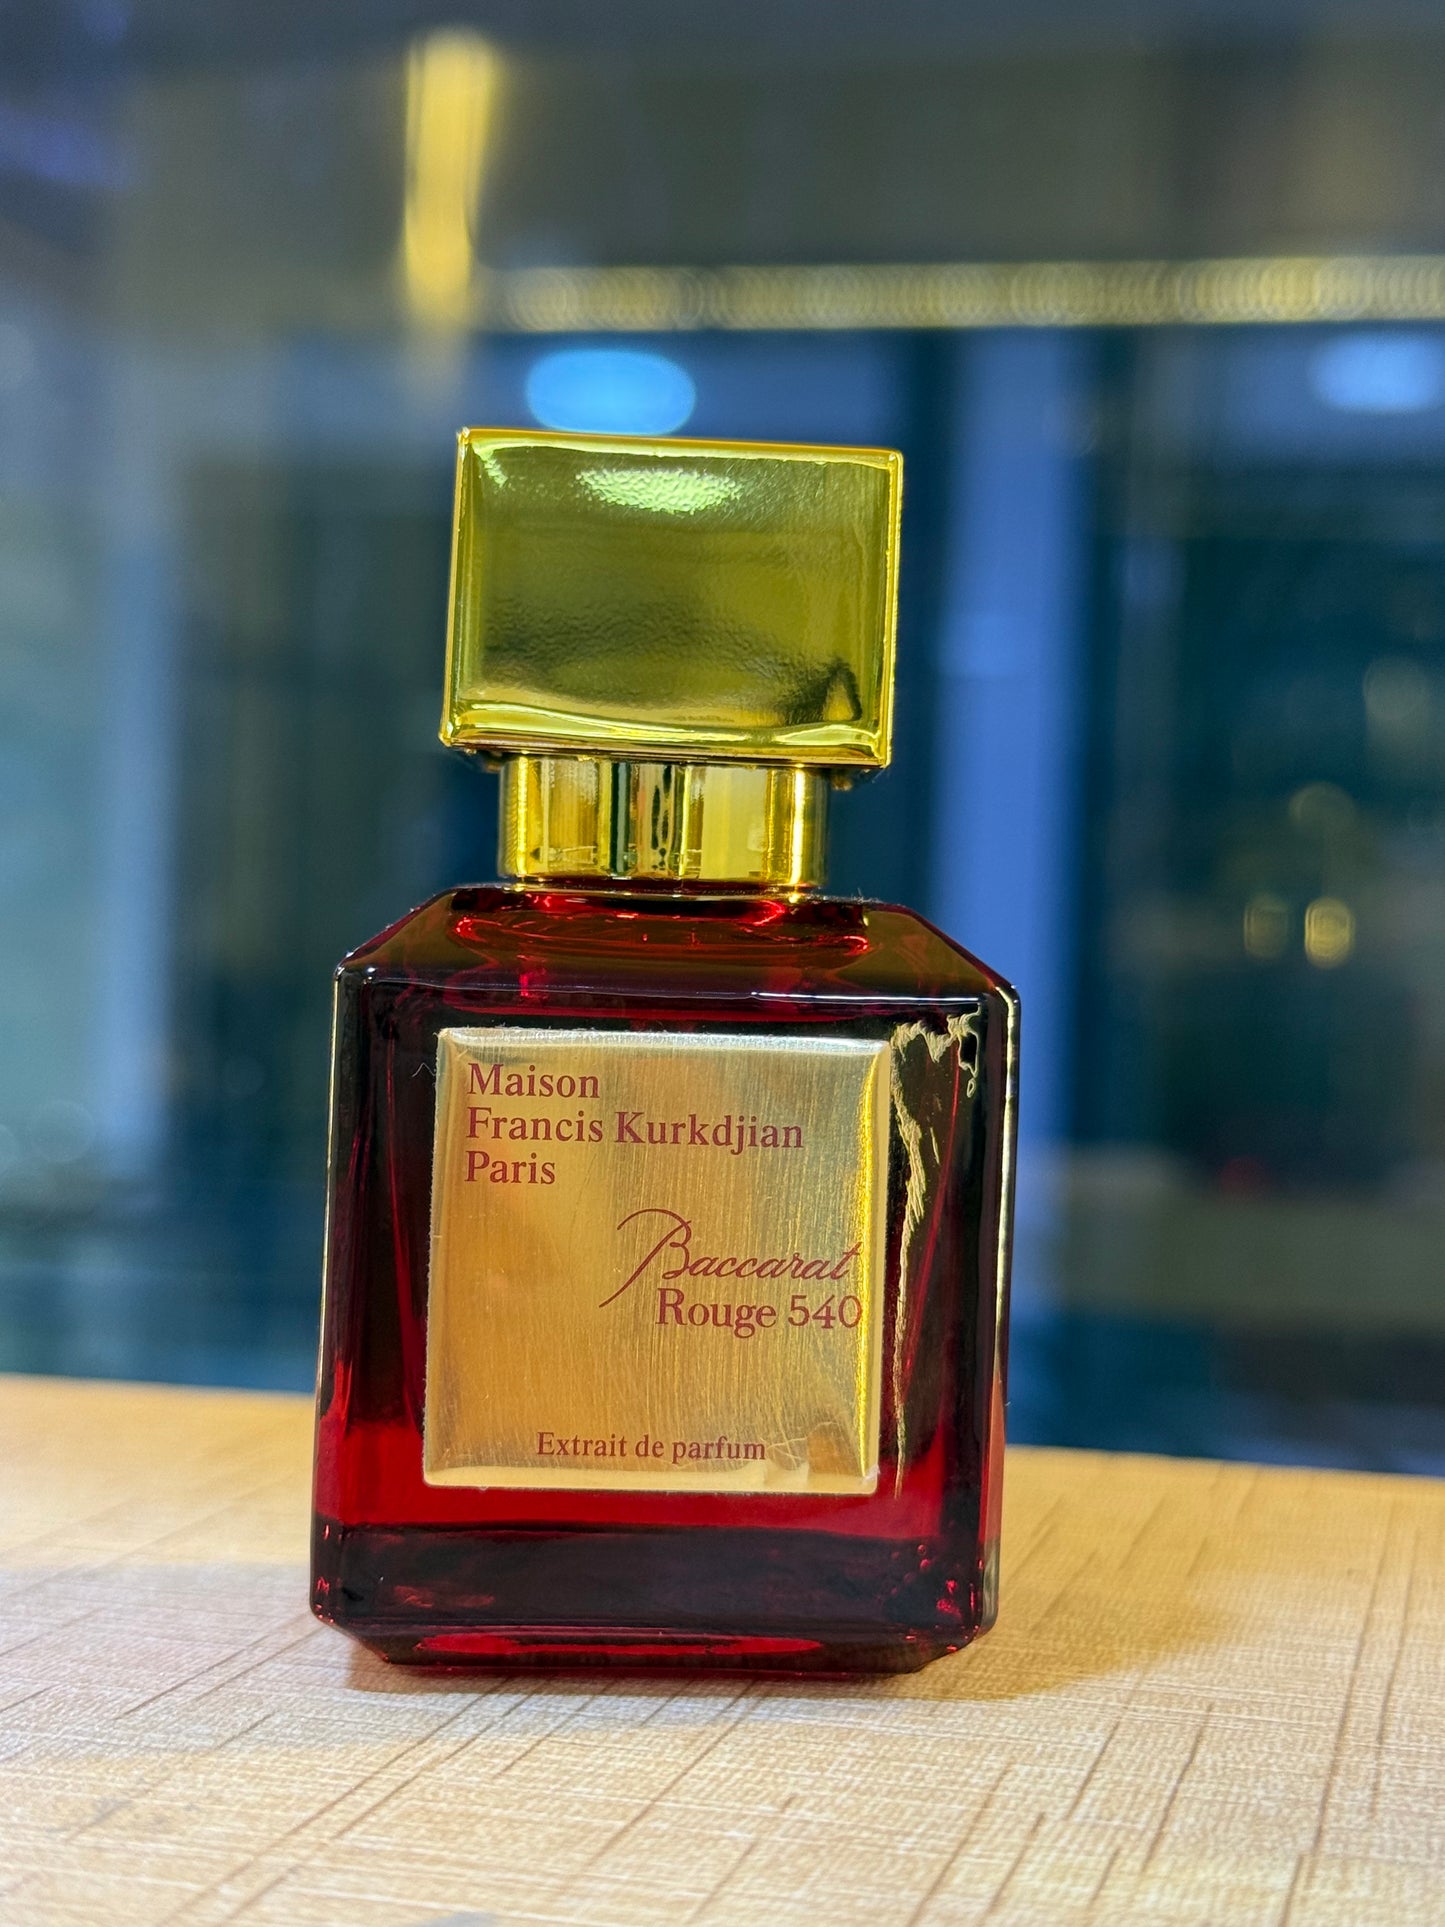 Maison
Francis Kurkdjian
Paris
Baccarat
Rouge 540
Extrait de parfum